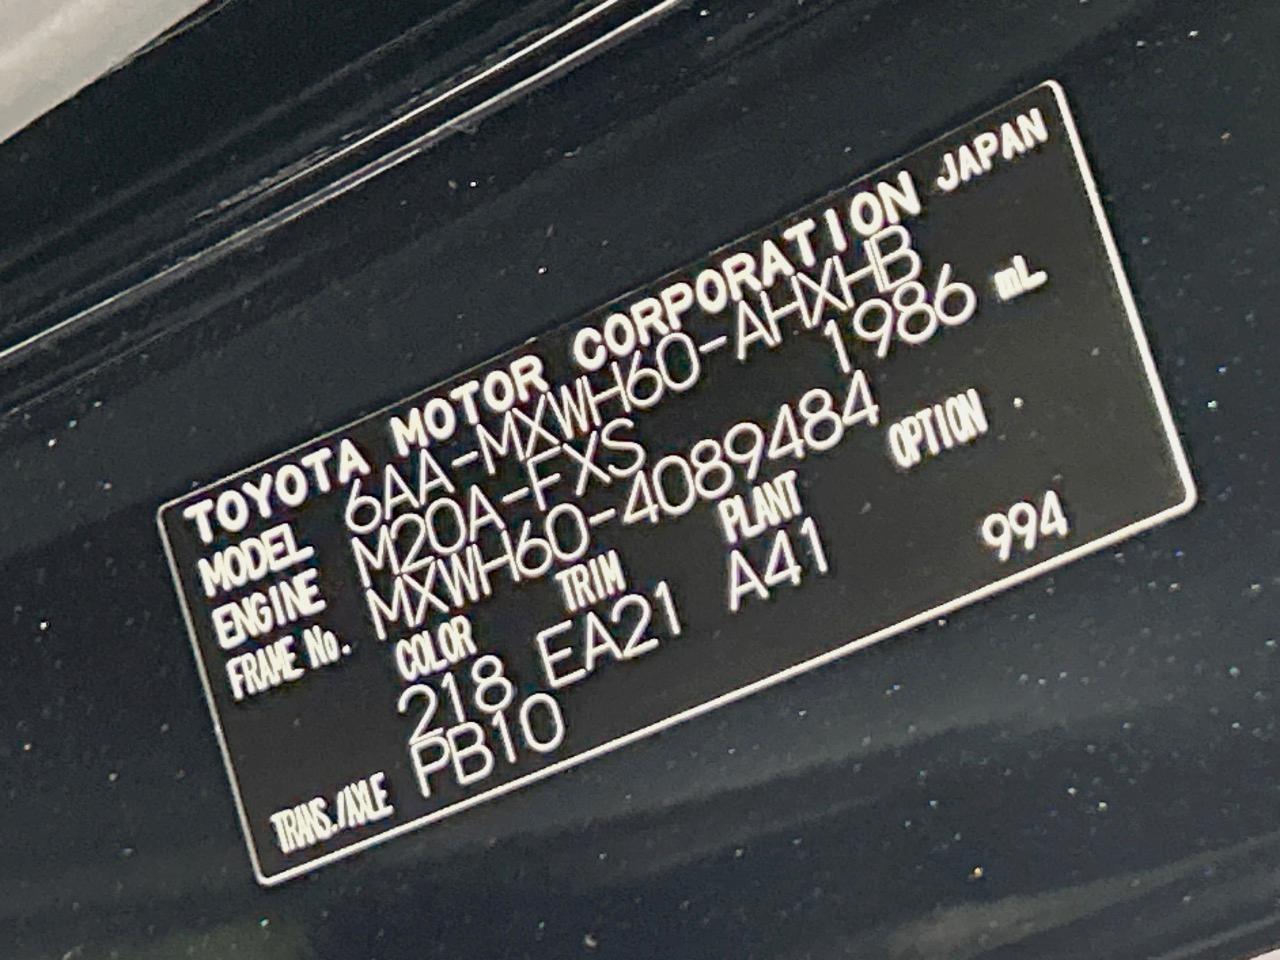 TOYOTA MOTOR CORPORATION JAPAN
MODEL 6AA-MXWH60-AHXHB
ENGINE M20A-FXS 1986 mL
FRAME No. MXWH60-4089484
COLOR TRIM PLANT OPTION
218 EA21 A41 994
TRANS./AXLE PB10